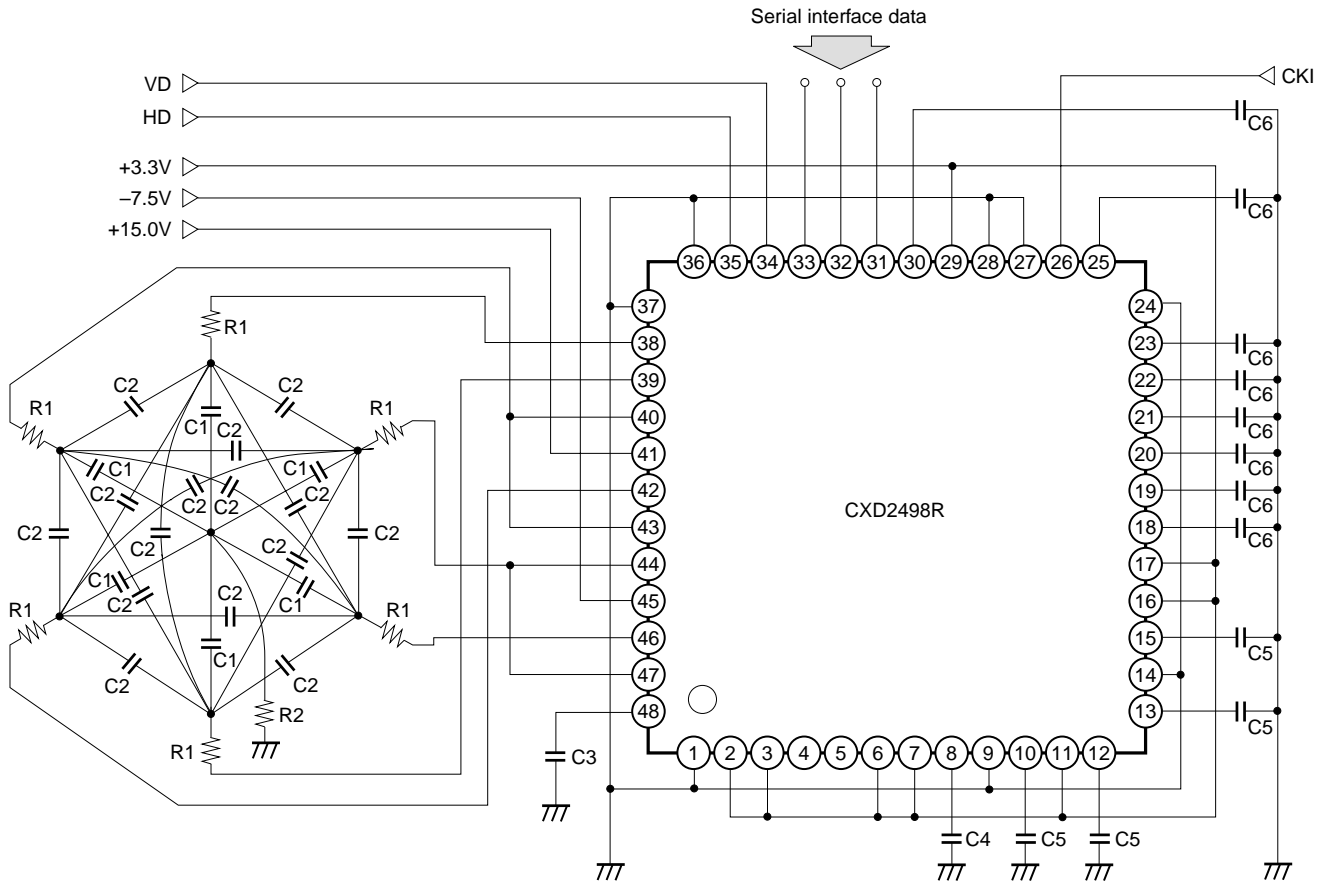 Serial interface data
VD
HD
+3.3V
–7.5V
+15.0V
CKI
C6
C6
36 35 34 33 32 31 30 29 28 27 26 25
37
38
39
40
41
42
43
44
45
46
47
48
24
23
22
21
20
19
18
17
16
15
14
13
C6
C6
C6
C6
C6
C6
C5
C5
CXD2498R
R1
C2 C2
R1 R1
C1 C2
C1 C1
C2 C2
C2 C2
C2 C2 C2
C2
C1 C2 C1
C2
R1 R1
C1
C2 C2
R2
R1
C3
1 2 3 4 5 6 7 8 9 10 11 12
C4 C5 C5